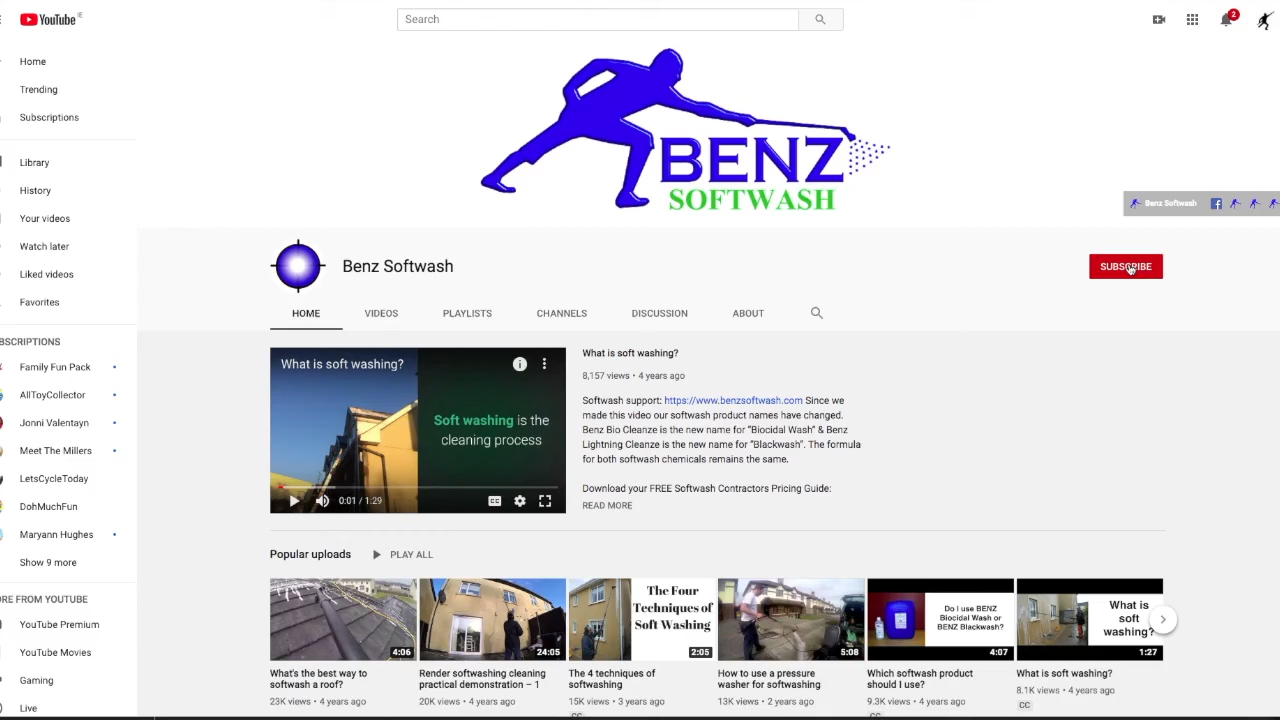 YouTube IE
Search
2
Home
Trending
Subscriptions
Library
History
Your videos
Watch later
Liked videos
Favorites
BSCRIPTIONS
Family Fun Pack
AllToyCollector
Jonni Valentayn
Meet The Millers
LetsCycleToday
DohMuchFun
Maryann Hughes
Show 9 more
ORE FROM YOUTUBE
YouTube Premium
YouTube Movies
Gaming
Live
BENZ
SOFTWASH
Benz Softwash
Benz Softwash
SUBSCRIBE
HOME VIDEOS PLAYLISTS CHANNELS DISCUSSION ABOUT
What is soft washing?
Soft washing is the
cleaning process
0:01 / 1:29
CC
What is soft washing?
8,157 views • 4 years ago
Softwash support: https://www.benzsoftwash.com Since we
made this video our softwash product names have changed.
Benz Bio Cleanze is the new name for “Biocidal Wash” & Benz
Lightning Cleanze is the new name for “Blackwash”. The formula
for both softwash chemicals remains the same.
Download your FREE Softwash Contractors Pricing Guide:
READ MORE
Popular uploads PLAY ALL
4:06
What's the best way to
softwash a roof?
23K views • 4 years ago
24:05
Render softwashing cleaning
practical demonstration – 1
20K views • 4 years ago
The Four
Techniques of
Soft Washing
2:05
The 4 techniques of
softwashing
15K views • 3 years ago
CC
5:08
How to use a pressure
washer for softwashing
13K views • 2 years ago
Do I use BENZ
Biocidal Wash or
BENZ Blackwash?
4:07
Which softwash product
should I use?
9.3K views • 4 years ago
CC
What is
soft
washing?
1:27
What is soft washing?
8.1K views • 4 years ago
CC